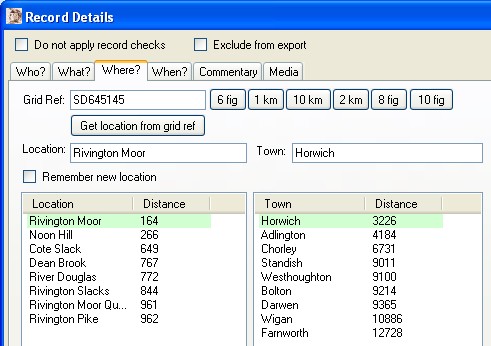 Record Details
Do not apply record checks Exclude from export
Who? What? Where? When? Commentary Media
Grid Ref: SD645145 6 fig 1 km 10 km 2 km 8 fig 10 fig
Get location from grid ref
Location: Rivington Moor Town: Horwich
Remember new location
Location Distance Town Distance
Rivington Moor 164 Horwich 3226
Noon Hill 266 Adlington 4184
Cote Slack 649 Chorley 6731
Dean Brook 767 Standish 9011
River Douglas 772 Westhoughton 9100
Rivington Slacks 844 Bolton 9214
Rivington Moor Qu... 961 Darwen 9365
Rivington Pike 962 Wigan 10886
Farnworth 12728